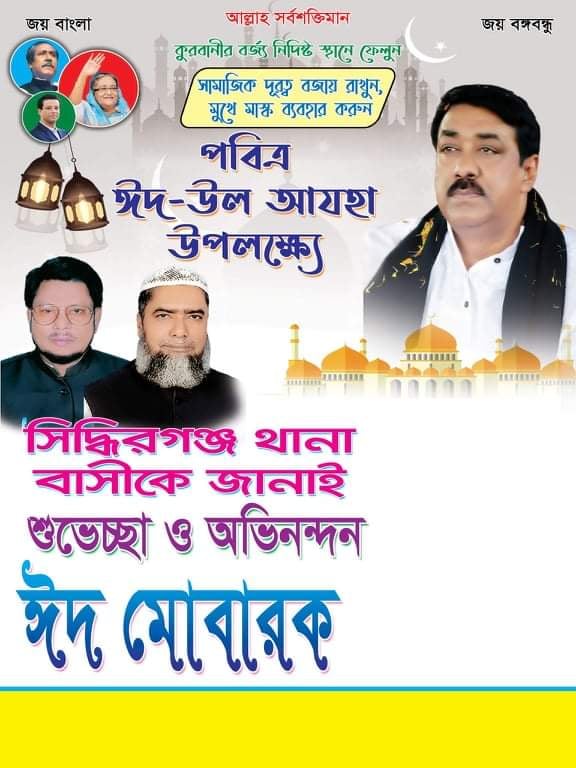 জয় বাংলা
আল্লাহ সর্বশক্তিমান
জয় বঙ্গবন্ধু
কুরবানীর বর্জ্য নিদিষ্ট স্থানে ফেলুন
সামাজিক দূরত্ব বজায় রাখুন,
মুখে মাস্ক ব্যবহার করুন
পবিত্র
ঈদ-উল আযহা
উপলক্ষ্যে
সিদ্ধিরগঞ্জ থানা
বাসীকে জানাই
শুভেচ্ছা ও অভিনন্দন
ঈদ মোবারক